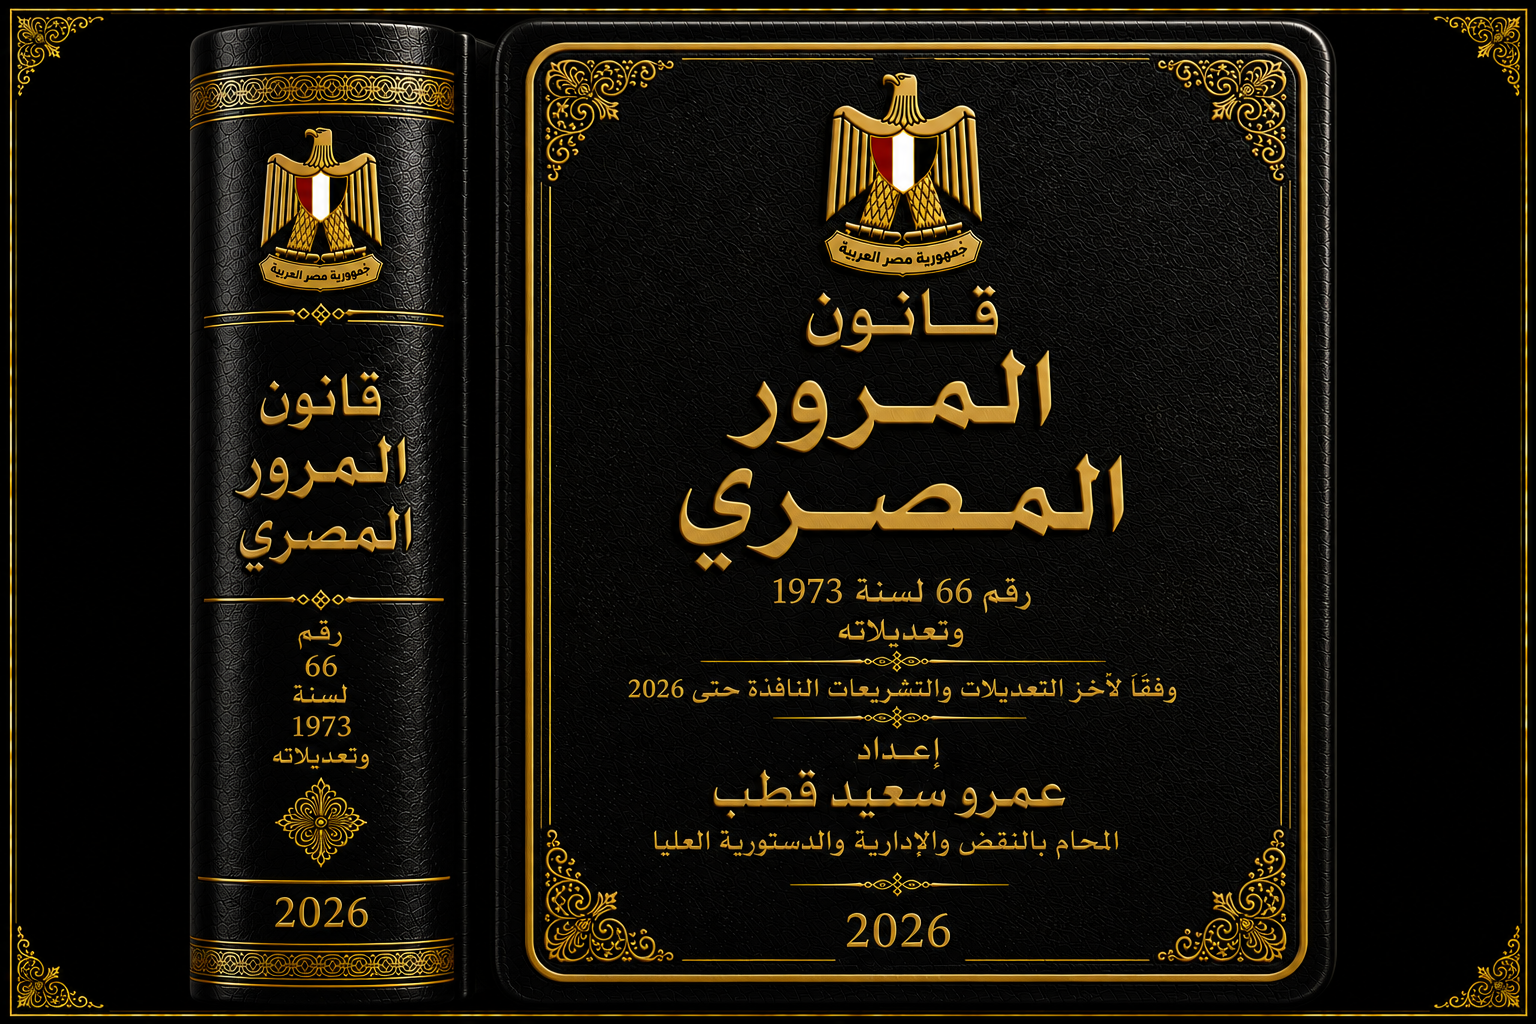 جمهورية مصر العربية
قانون
المرور
المصري
رقم 66 لسنة 1973
وتعديلاته
وفقًا لآخز التعديلات والتشريعات النافذة حتى 2026
إعداد
عمرو سعيد قطب
المحام بالنقض والإدارية والدستورية العليا
2026
جمهورية مصر العربية
قانون
المرور
المصري
رقم
66
لسنة
1973
وتعديلاته
2026